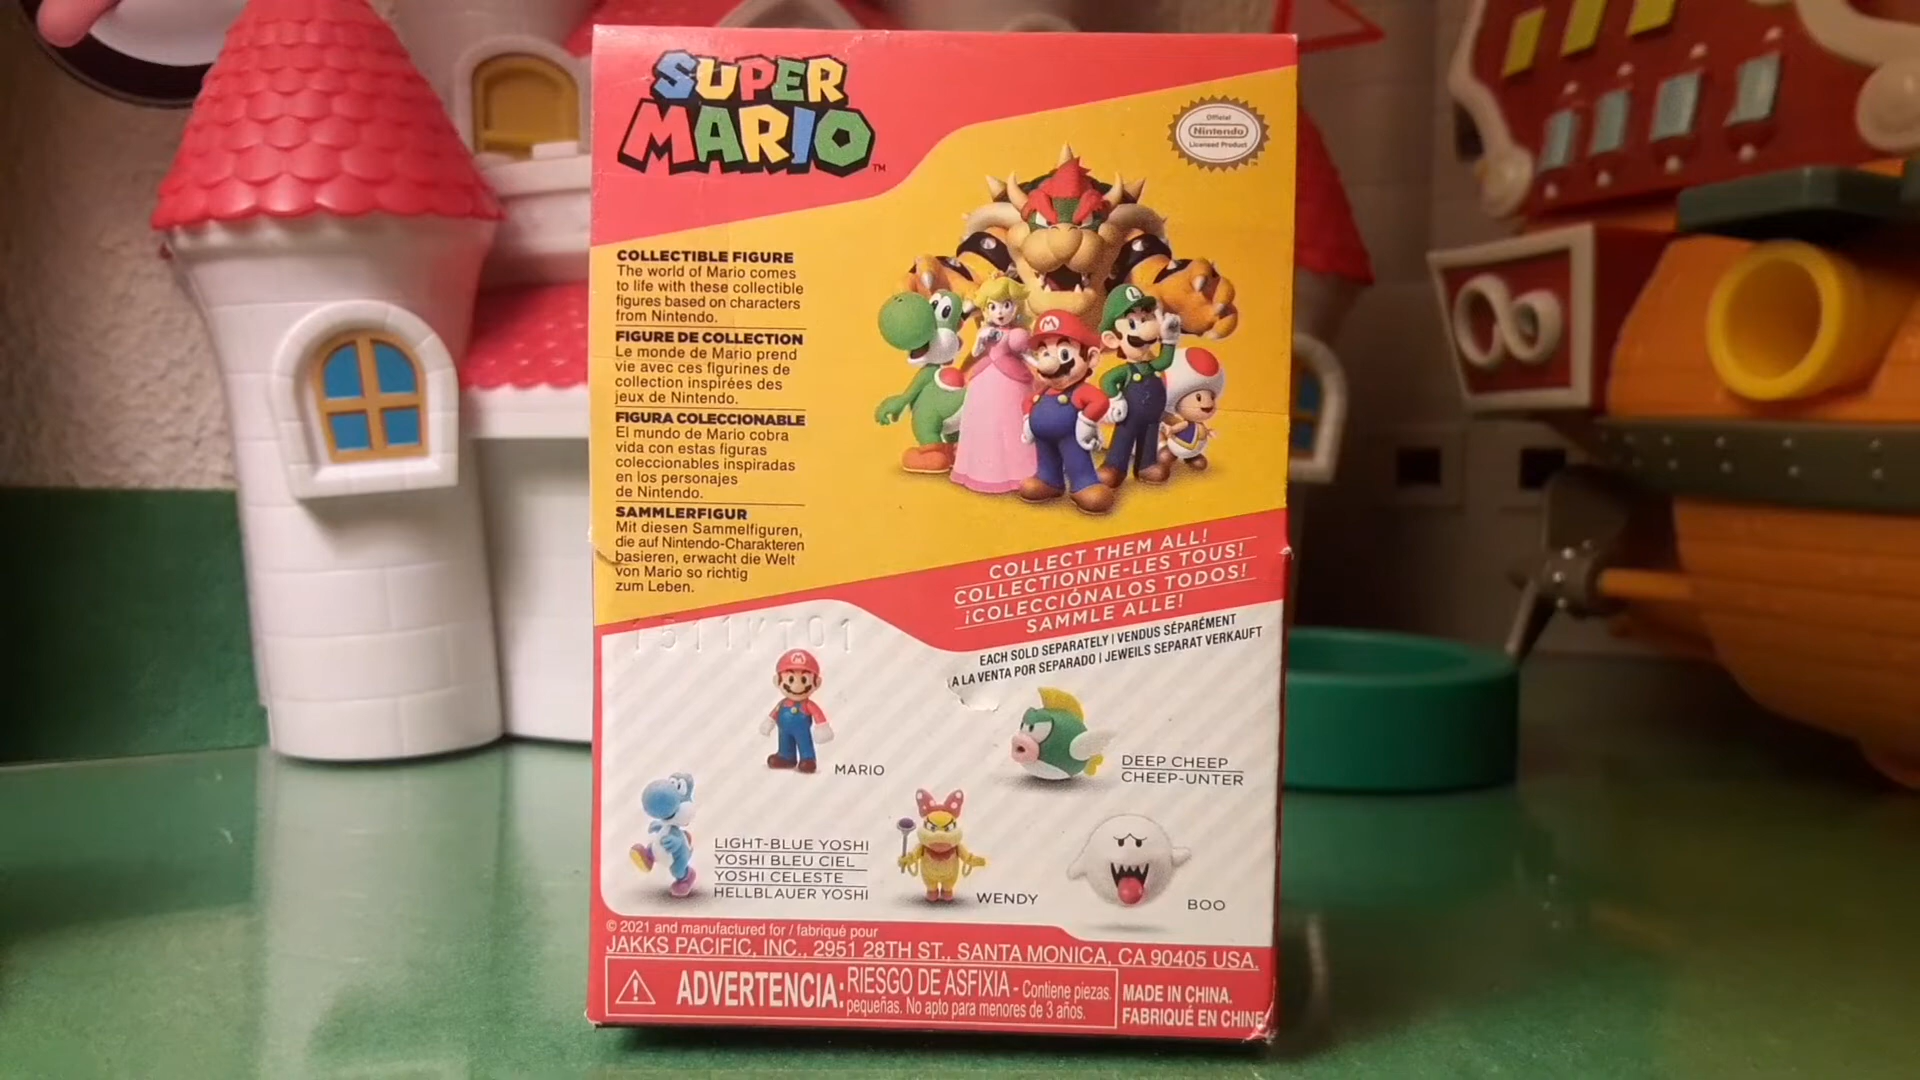 SUPER
MARIO™
Official
Nintendo
Licensed Product
COLLECTIBLE FIGURE
The world of Mario comes
to life with these collectible
figures based on characters
from Nintendo.
FIGURE DE COLLECTION
Le monde de Mario prend
vie avec ces figurines de
collection inspirées des
jeux de Nintendo.
FIGURA COLECCIONABLE
El mundo de Mario cobra
vida con estas figuras
coleccionables inspiradas
en los personajes
de Nintendo.
SAMMLERFIGUR
Mit diesen Sammelfiguren,
die auf Nintendo-Charakteren
basieren, erwacht die Welt
von Mario so richtig
zum Leben.
COLLECT THEM ALL!
COLLECTIONNE-LES TOUS!
¡COLECCIÓNALOS TODOS!
SAMMLE ALLE!
EACH SOLD SEPARATELY | VENDUS SÉPARÉMENT
A LA VENTA POR SEPARADO | JEWEILS SEPARAT VERKAUFT
MARIO
DEEP CHEEP
CHEEP-UNTER
LIGHT-BLUE YOSHI
YOSHI BLEU CIEL
YOSHI CELESTE
HELLBLAUER YOSHI
WENDY
BOO
© 2021 and manufactured for / fabriqué pour
JAKKS PACIFIC, INC., 2951 28TH ST., SANTA MONICA, CA 90405 USA.
ADVERTENCIA: RIESGO DE ASFIXIA - Contiene piezas
pequeñas. No apto para menores de 3 años.
MADE IN CHINA.
FABRIQUÉ EN CHINE